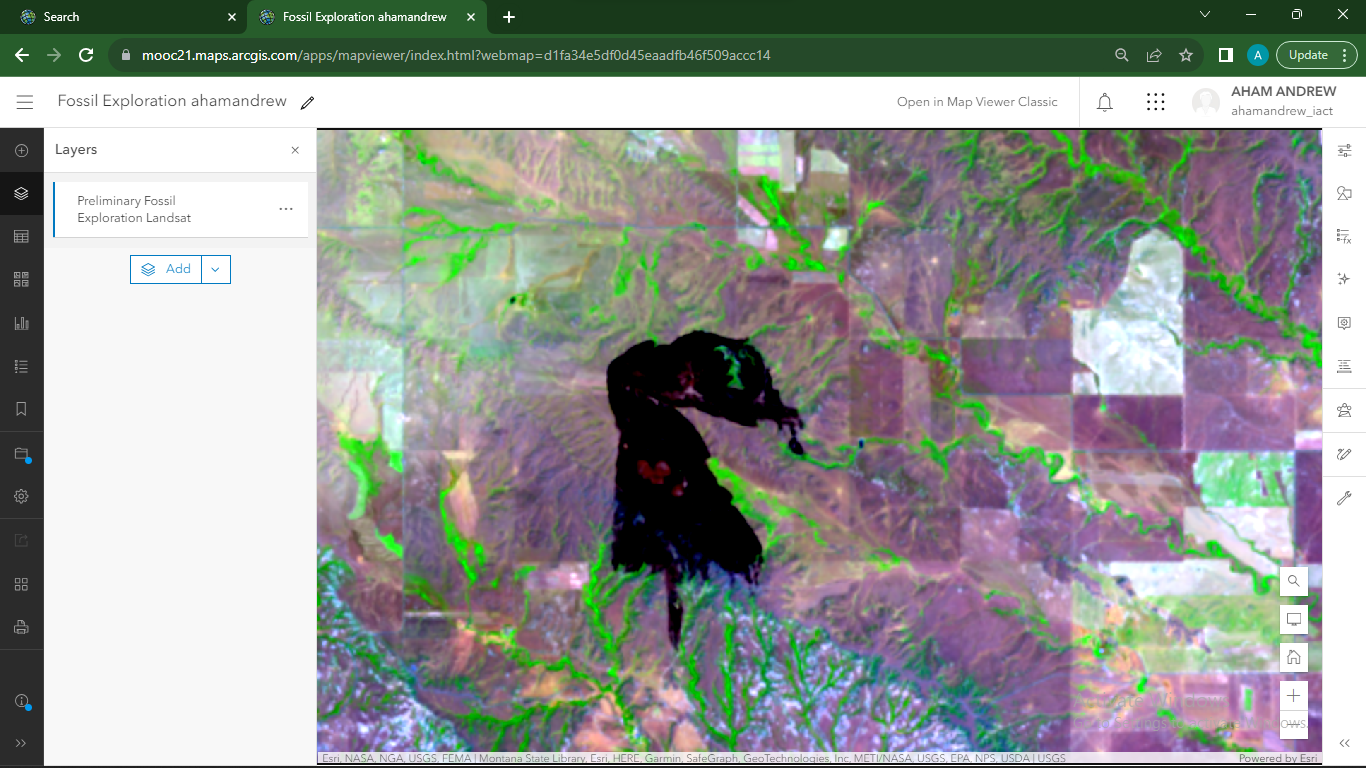 Search
Fossil Exploration ahamandrew
mooc21.maps.arcgis.com/apps/mapviewer/index.html?webmap=d1fa34e5df0d45eaadfb46f509accc14
A
Update
Fossil Exploration ahamandrew
Open in Map Viewer Classic
AHAM ANDREW
ahamandrew_iact
Layers
Preliminary Fossil
Exploration Landsat
Add
Esri, NASA, NGA, USGS, FEMA | Montana State Library, Esri, HERE, Garmin, SafeGraph, GeoTechnologies, Inc, METI/NASA, USGS, EPA, NPS, USDA | USGS
Powered by Esri